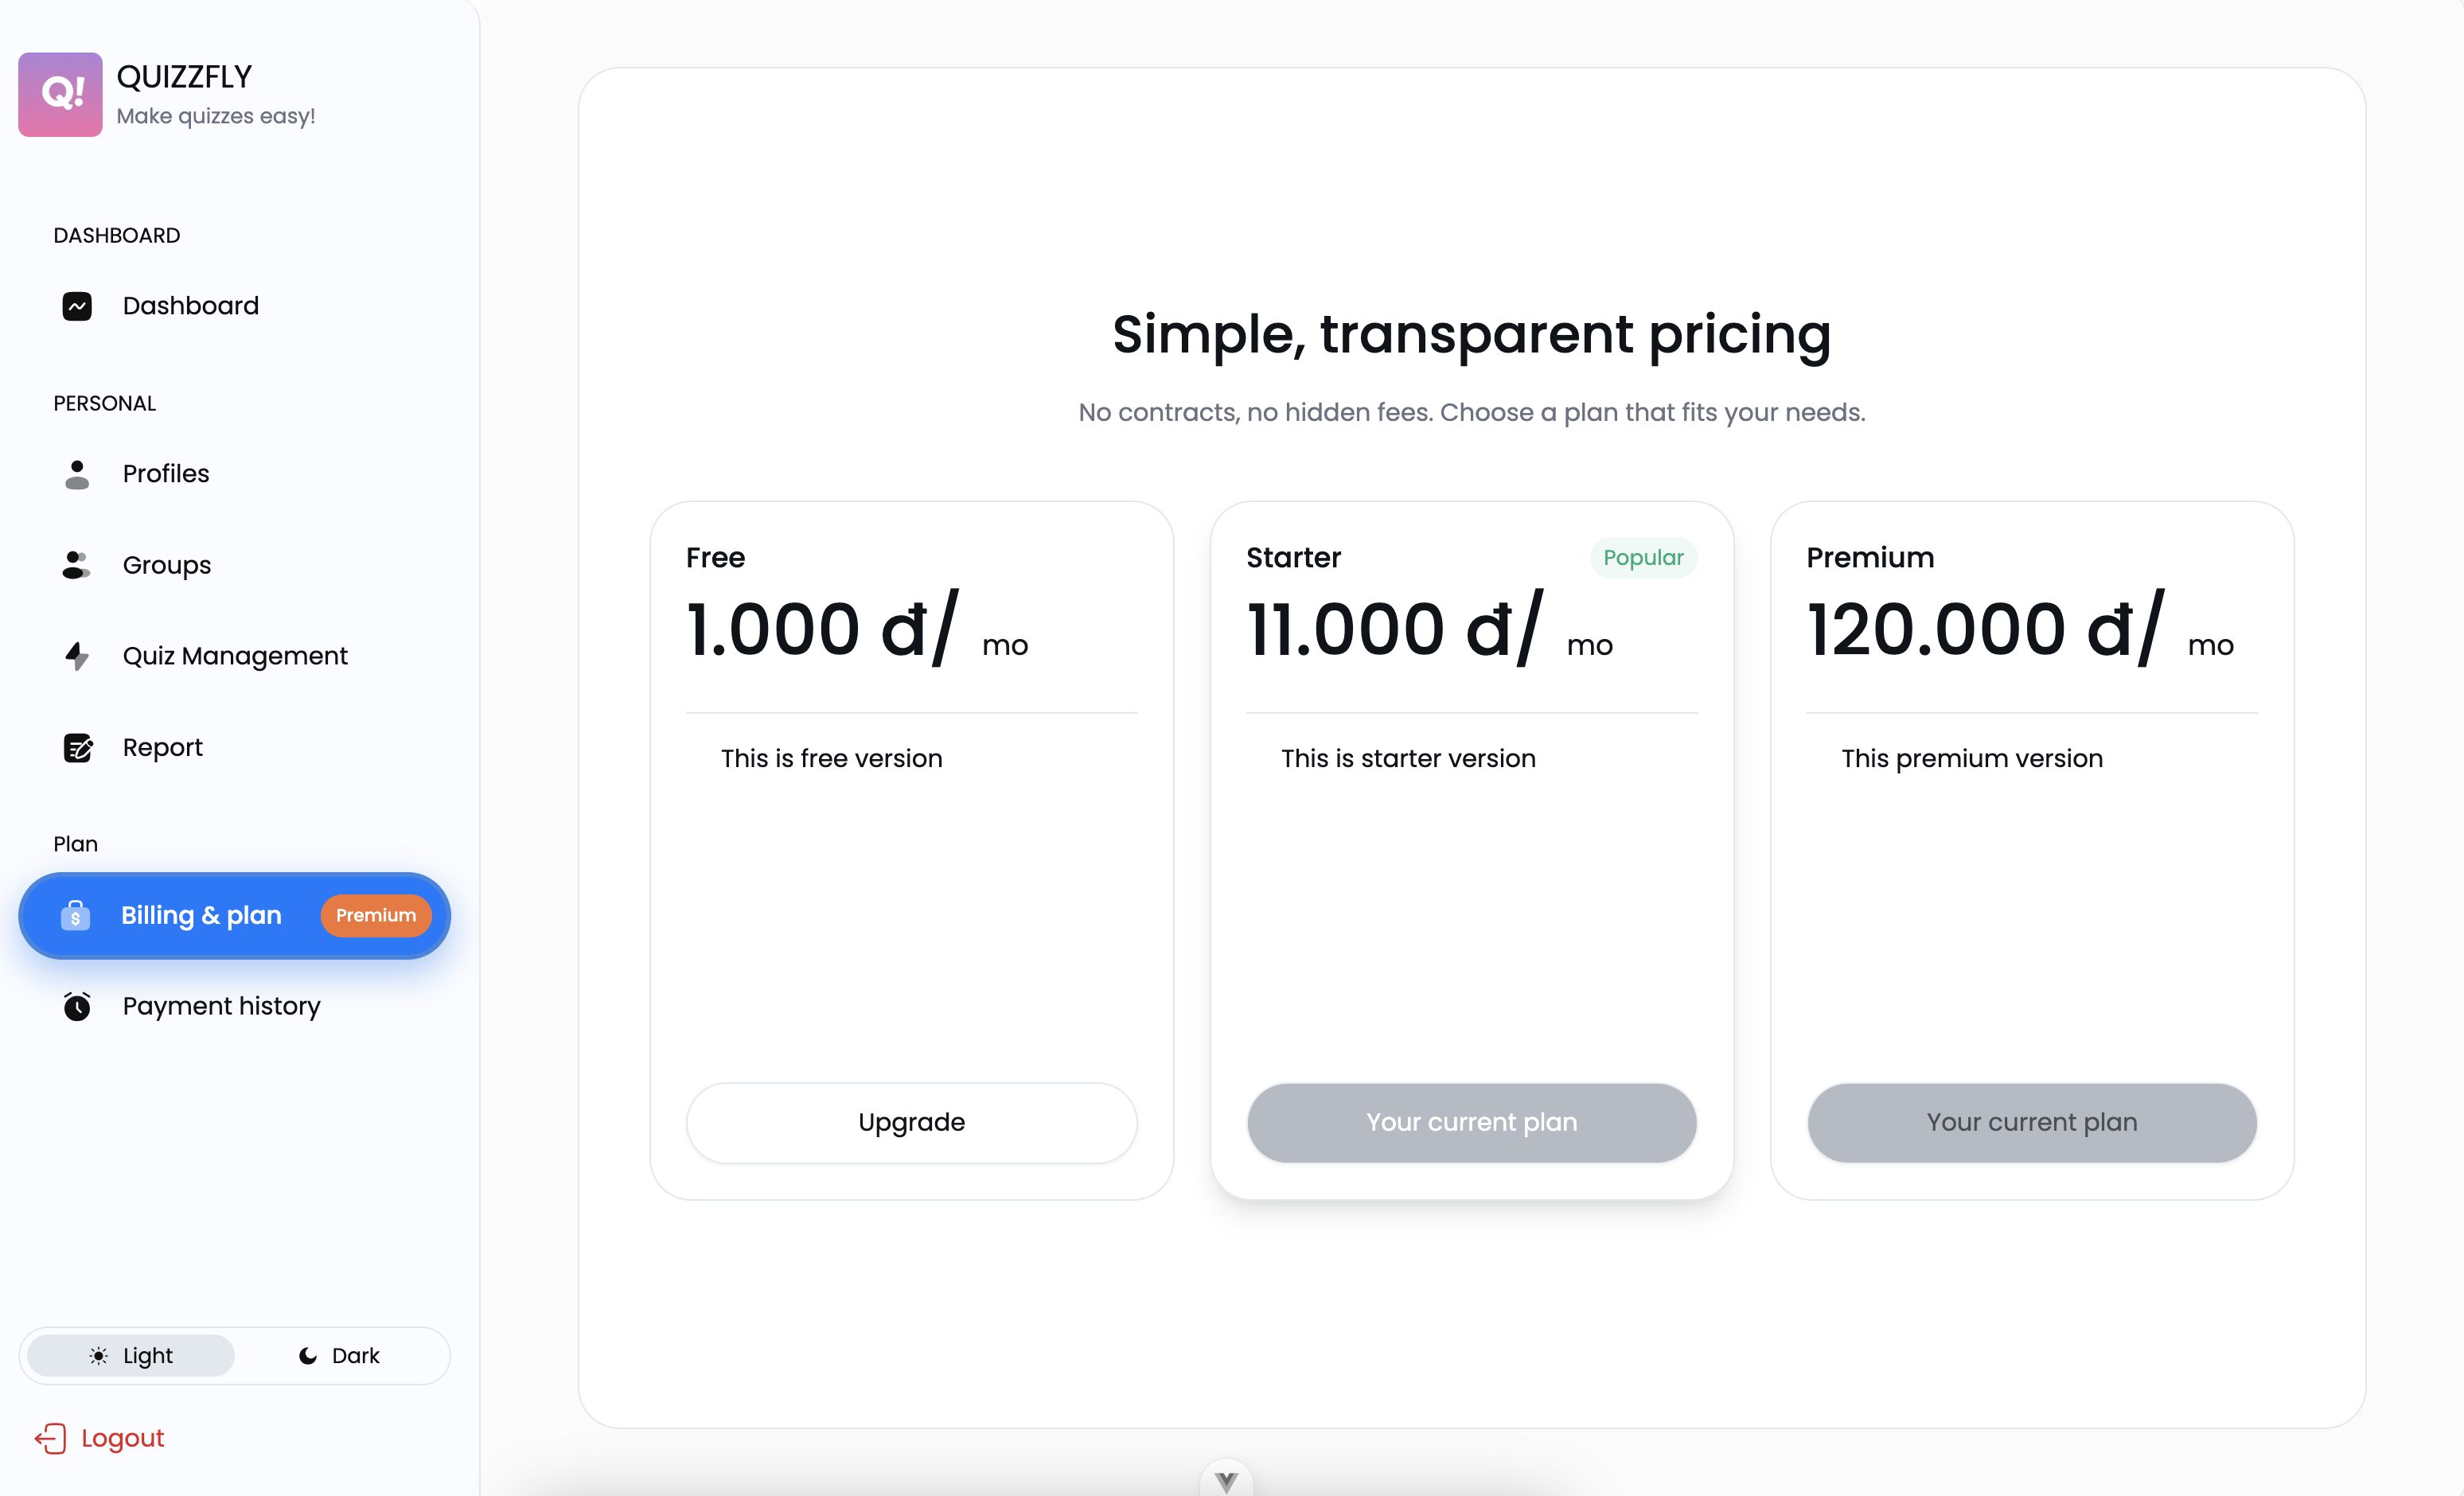 Q!
QUIZZFLY
Make quizzes easy!
DASHBOARD
Dashboard
PERSONAL
Profiles
Groups
Quiz Management
Report
Plan
Billing & plan Premium
Payment history
Light Dark
Logout
Simple, transparent pricing
No contracts, no hidden fees. Choose a plan that fits your needs.
Free
1.000 đ/ mo
This is free version
Upgrade
Starter Popular
11.000 đ/ mo
This is starter version
Your current plan
Premium
120.000 đ/ mo
This premium version
Your current plan